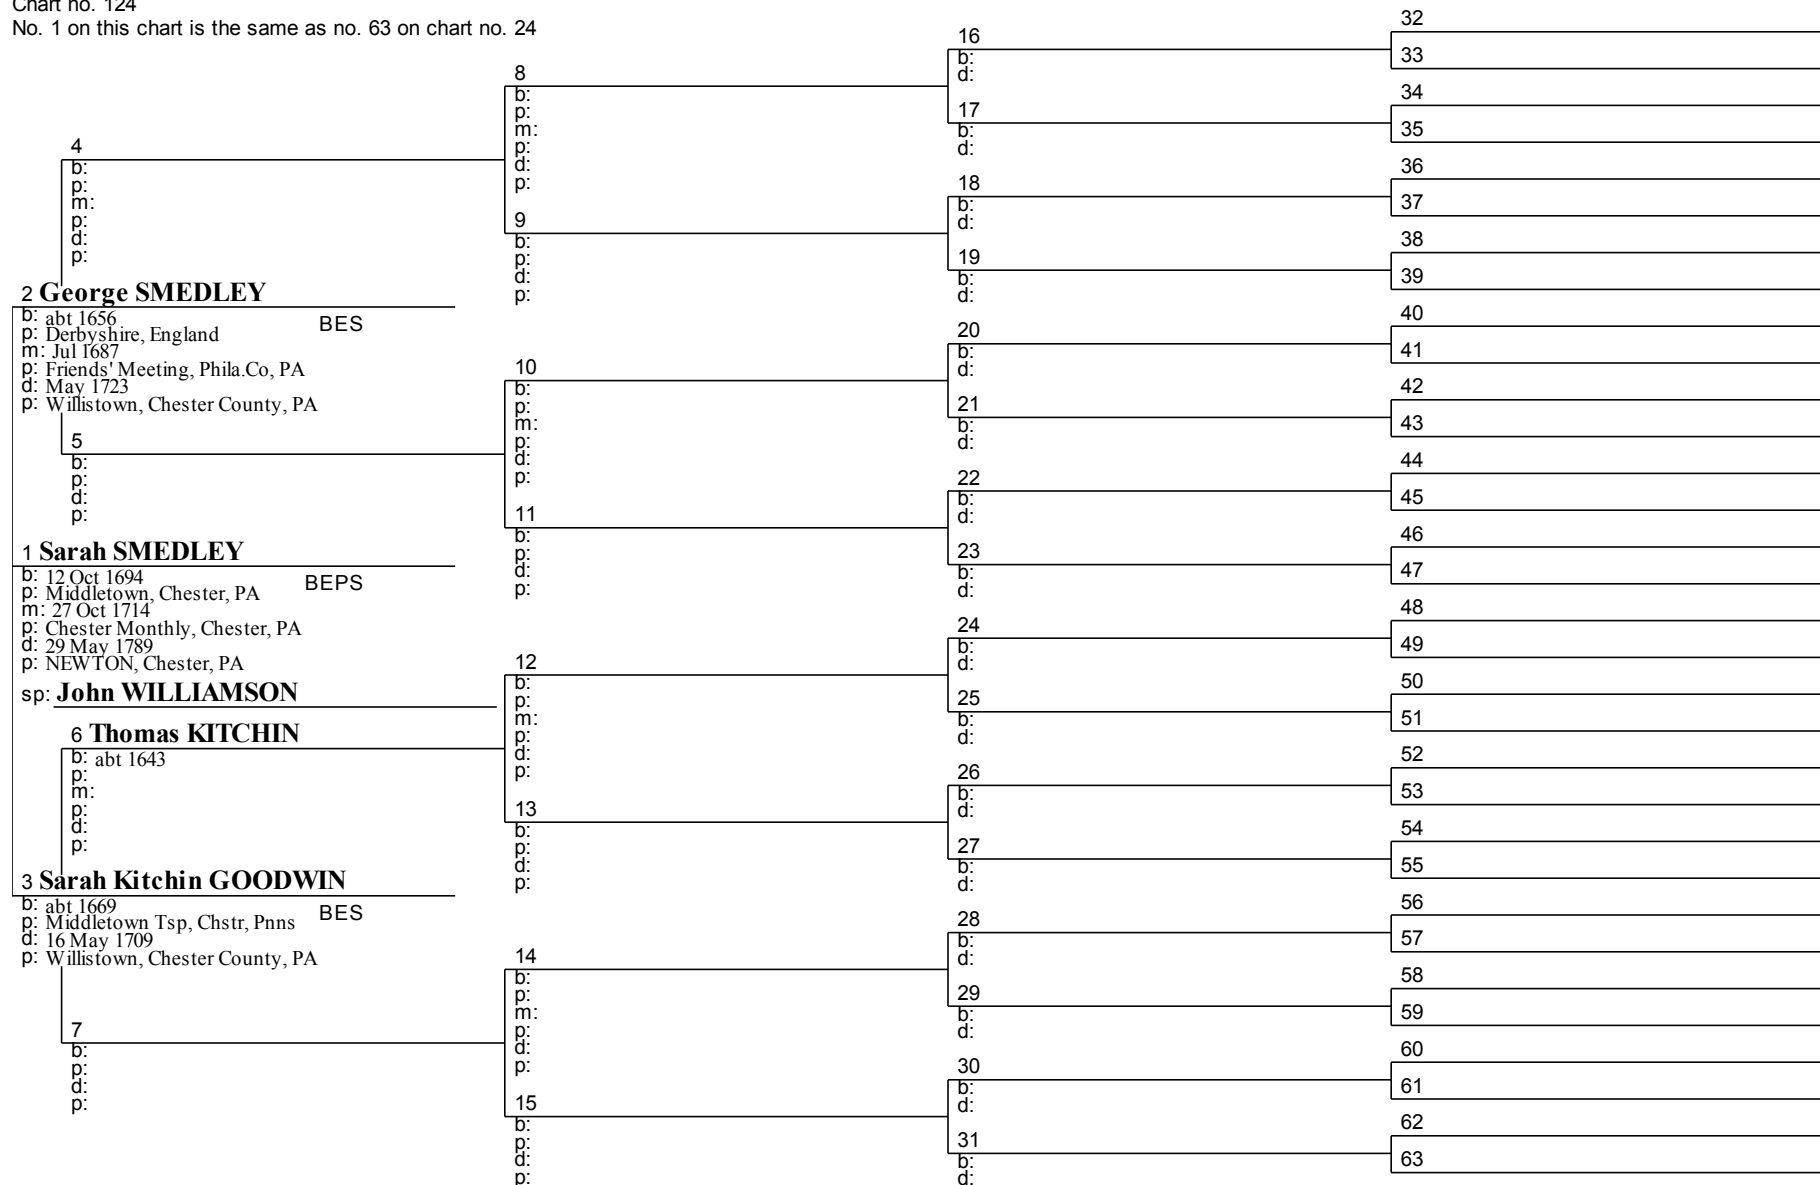 Chart no. 124
No. 1 on this chart is the same as no. 63 on chart no. 24
4
b:
p:
m:
p:
d:
p:
2 George SMEDLEY
b: abt 1656 BES
p: Derbyshire, England
m: Jul 1687
p: Friends' Meeting, Phila.Co, PA
d: May 1723
p: Willistown, Chester County, PA
5
b:
p:
d:
p:
1 Sarah SMEDLEY
b: 12 Oct 1694 BEPS
p: Middletown, Chester, PA
m: 27 Oct 1714
p: Chester Monthly, Chester, PA
d: 29 May 1789
p: NEWTON, Chester, PA
sp: John WILLIAMSON
6 Thomas KITCHIN
b: abt 1643
p:
m:
p:
d:
p:
3 Sarah Kitchin GOODWIN
b: abt 1669 BES
p: Middletown Tsp, Chstr, Pnns
d: 16 May 1709
p: Willistown, Chester County, PA
7
b:
p:
d:
p:
8
b:
p:
m:
p:
d:
p:
9
b:
p:
d:
p:
10
b:
p:
m:
p:
d:
p:
11
b:
p:
d:
p:
12
b:
p:
m:
p:
d:
p:
13
b:
p:
d:
p:
14
b:
p:
m:
p:
d:
p:
15
b:
p:
d:
p:
16
b:
d:
17
b:
d:
18
b:
d:
19
b:
d:
20
b:
d:
21
b:
d:
22
b:
d:
23
b:
d:
24
b:
d:
25
b:
d:
26
b:
d:
27
b:
d:
28
b:
d:
29
b:
d:
30
b:
d:
31
b:
d:
32
33
34
35
36
37
38
39
40
41
42
43
44
45
46
47
48
49
50
51
52
53
54
55
56
57
58
59
60
61
62
63